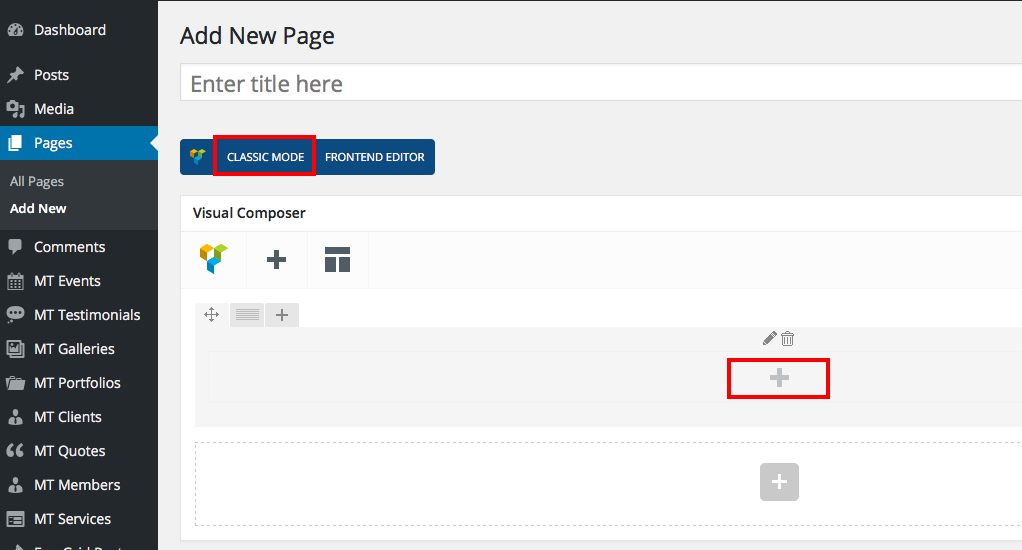 Dashboard
Posts
Media
Pages
All Pages
Add New
Comments
MT Events
MT Testimonials
MT Galleries
MT Portfolios
MT Clients
MT Quotes
MT Members
MT Services
Add New Page
Enter title here
CLASSIC MODE
FRONTEND EDITOR
Visual Composer